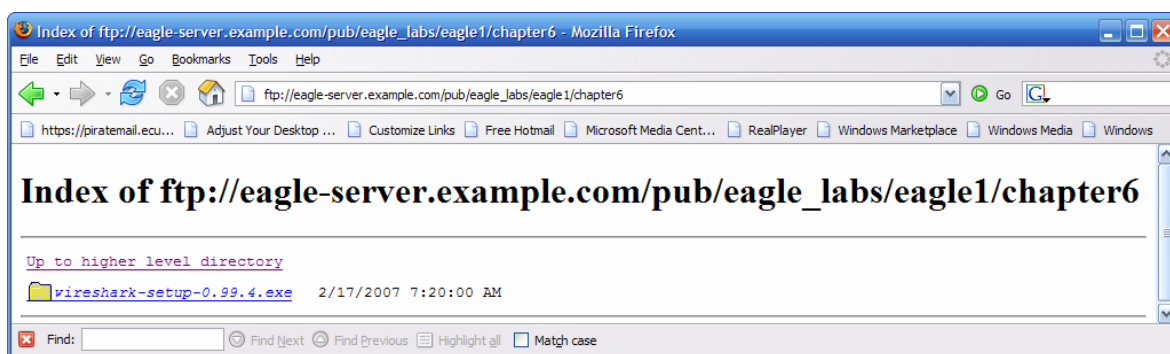 Index of ftp://eagle-server.example.com/pub/eagle_labs/eagle1/chapter6 - Mozilla Firefox
File Edit View Go Bookmarks Tools Help
ftp://eagle-server.example.com/pub/eagle_labs/eagle1/chapter6 Go G
https://piratemail.ecu... Adjust Your Desktop ... Customize Links Free Hotmail Microsoft Media Cent... RealPlayer Windows Marketplace Windows Media Windows
Index of ftp://eagle-server.example.com/pub/eagle_labs/eagle1/chapter6
Up to higher level directory
wireshark-setup-0.99.4.exe 2/17/2007 7:20:00 AM
Find: Find Next Find Previous Highlight all Match case